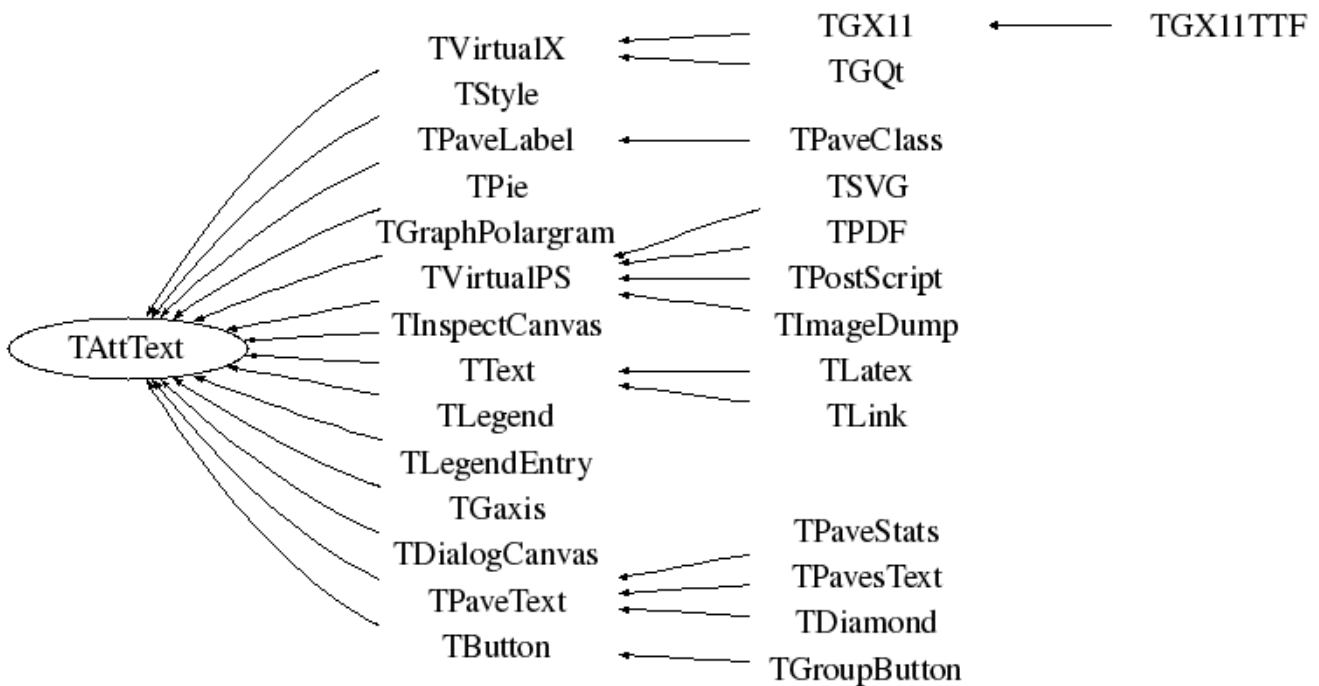 TAttText
TVirtualX
TStyle
TPaveLabel
TPie
TGraphPolargram
TVirtualPS
TInspectCanvas
TText
TLegend
TLegendEntry
TGaxis
TDialogCanvas
TPaveText
TButton
TGX11
TGQt
TPaveClass
TSVG
TPDF
TPostScript
TImageDump
TLatex
TLink
TPaveStats
TPavesText
TDiamond
TGroupButton
TGX11TTF